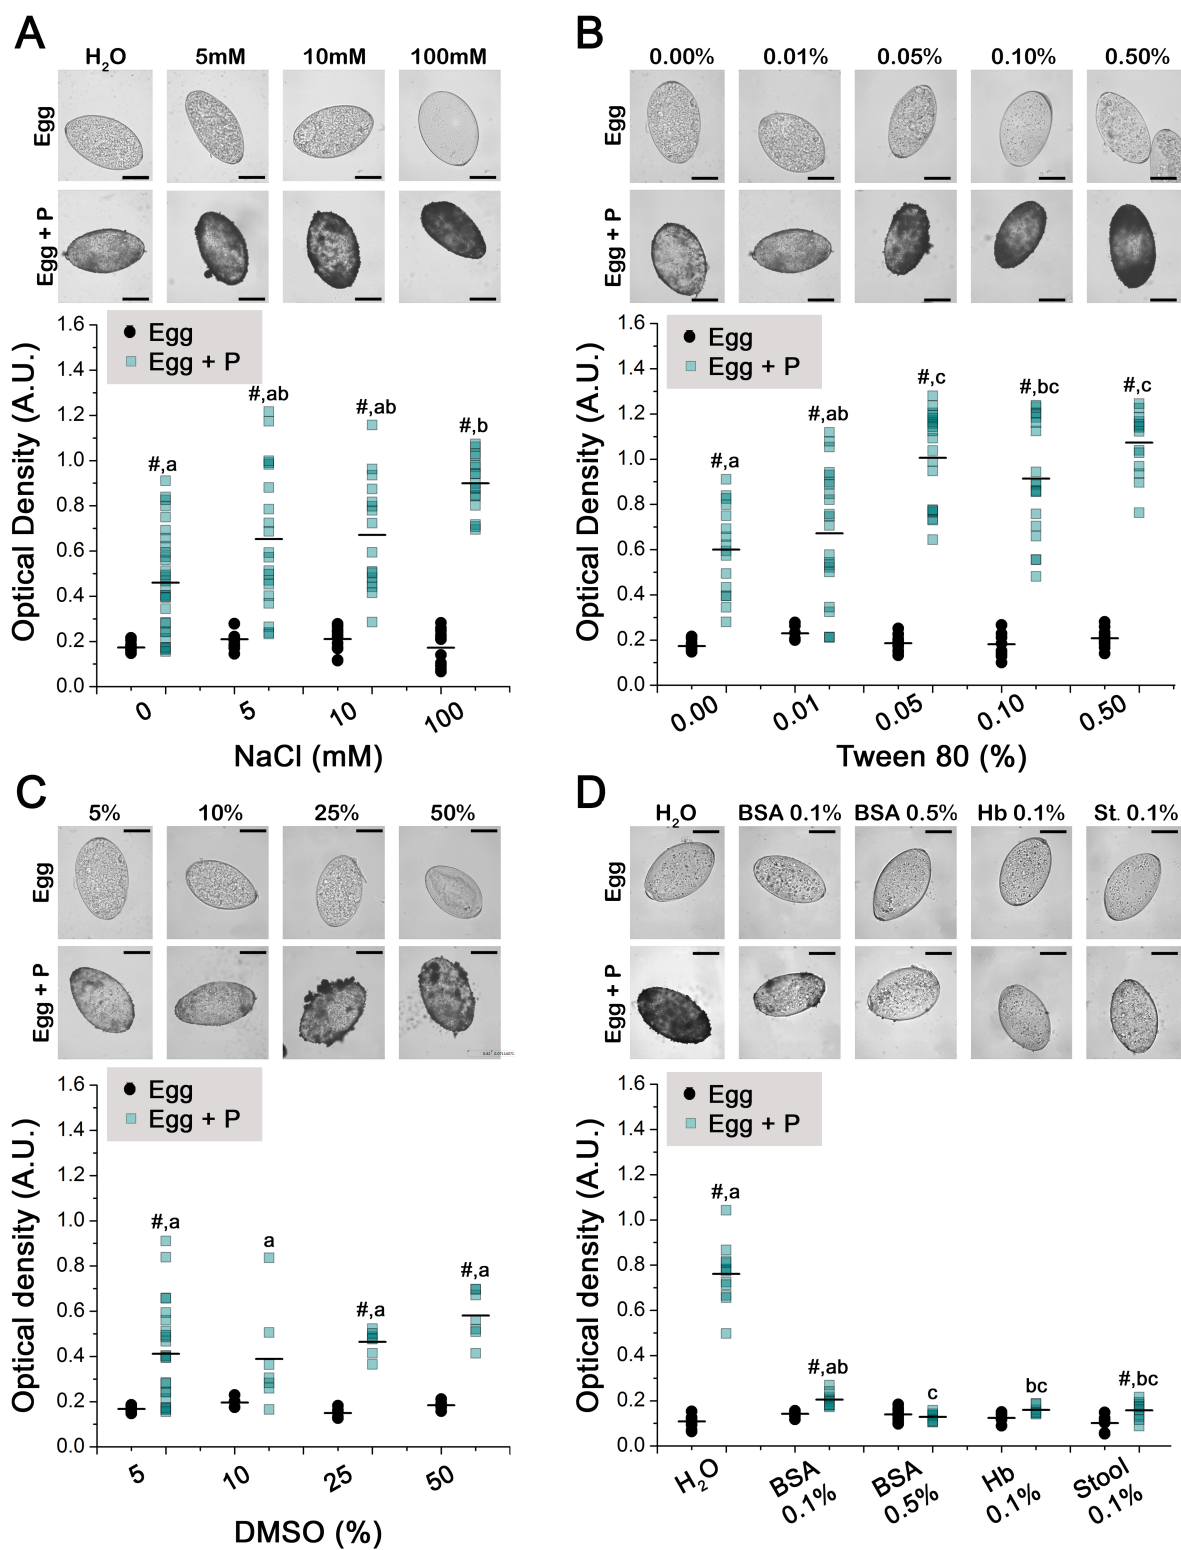 A
H2O 5mM 10mM 100mM
Egg
Egg + P
Egg
Egg + P
#,a #,ab #,ab #,b
Optical Density (A.U.)
1.6
1.4
1.2
1.0
0.8
0.6
0.4
0.2
0.0
0 5 10 100
NaCl (mM)
B
0.00% 0.01% 0.05% 0.10% 0.50%
Egg
Egg + P
Egg
Egg + P
#,a #,ab #,c #,bc #,c
Optical Density (A.U.)
1.6
1.4
1.2
1.0
0.8
0.6
0.4
0.2
0.0
0.00 0.01 0.05 0.10 0.50
Tween 80 (%)
C
5% 10% 25% 50%
Egg
Egg + P
Egg
Egg + P
#,a a #,a #,a
Optical density (A.U.)
1.6
1.4
1.2
1.0
0.8
0.6
0.4
0.2
0.0
5 10 25 50
DMSO (%)
D
H2O BSA 0.1% BSA 0.5% Hb 0.1% St. 0.1%
Egg
Egg + P
Egg
Egg + P
#,a #,ab c bc #,bc
Optical density (A.U.)
1.6
1.4
1.2
1.0
0.8
0.6
0.4
0.2
0.0
H2O BSA 0.1% BSA 0.5% Hb 0.1% Stool 0.1%